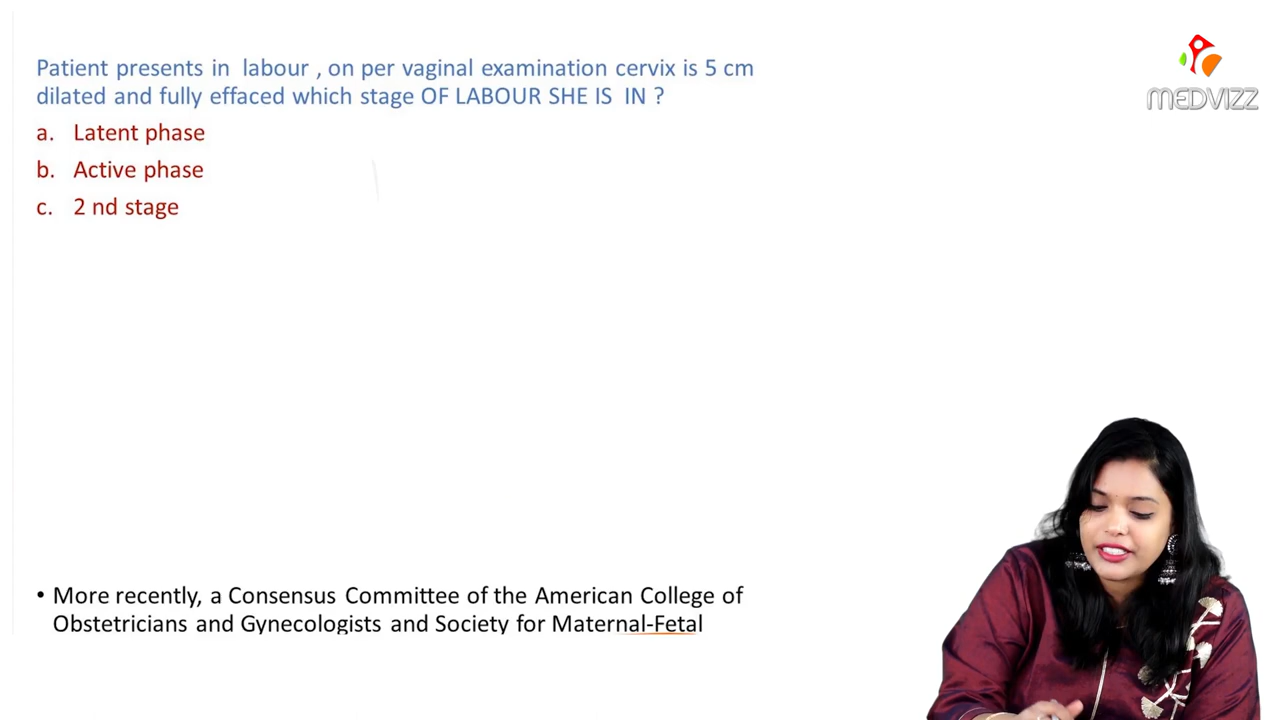 MEDVIZZ
Patient presents in labour , on per vaginal examination cervix is 5 cm
dilated and fully effaced which stage OF LABOUR SHE IS IN ?
a. Latent phase
b. Active phase
c. 2 nd stage
• More recently, a Consensus Committee of the American College of
Obstetricians and Gynecologists and Society for Maternal-Fetal